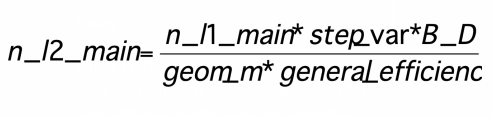 n_l2_main= n_l1_main* step_var*B_D
geom_m* general_efficienc